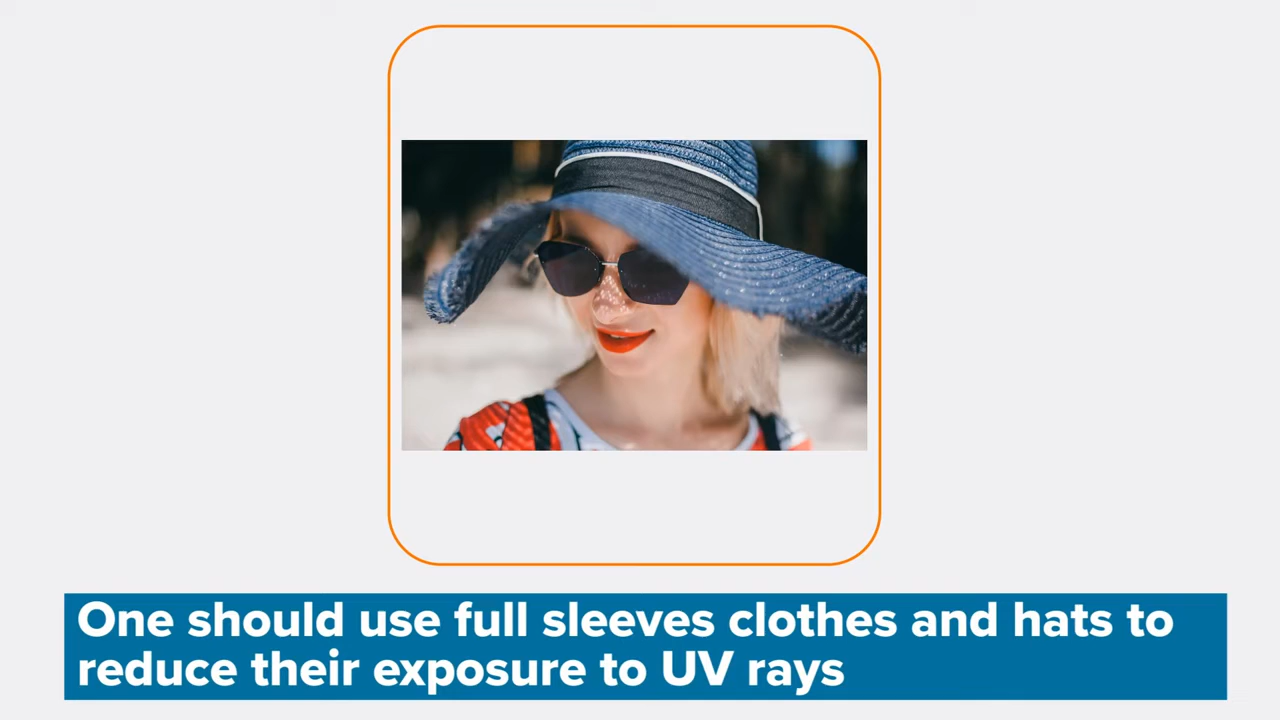 One should use full sleeves clothes and hats to
reduce their exposure to UV rays